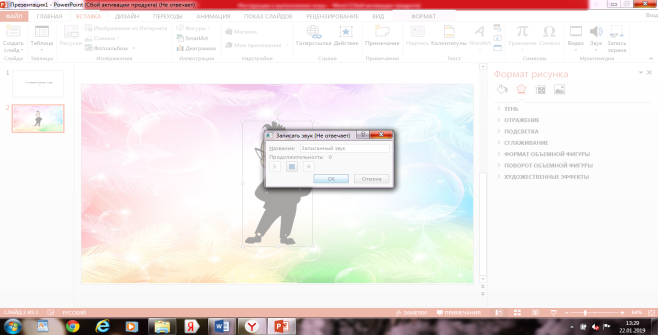 Презентация1 - PowerPoint (Сбой активации продукта) (Не отвечает)
ФАЙЛ ГЛАВНАЯ ВСТАВКА ДИЗАЙН ПЕРЕХОДЫ АНИМАЦИЯ ПОКАЗ СЛАЙДОВ РЕЦЕНЗИРОВАНИЕ ВИД ФОРМАТ Вход
Создать слайд Таблица Рисунок Изображения из Интернета Снимок Фотоальбом Фигуры SmartArt Диаграмма Магазин Мои приложения Гиперссылка Действие Примечание Надпись Колонтитулы WordArt Уравнение Символ Видео Звук Запись экрана
Слайды Таблицы Изображения Иллюстрации Надстройки Ссылки Примечания Текст Символы Мультимедиа
1
2
Формат рисунка
ТЕНЬ
ОТРАЖЕНИЕ
ПОДСВЕТКА
СГЛАЖИВАНИЕ
ФОРМАТ ОБЪЕМНОЙ ФИГУРЫ
ПОВОРОТ ОБЪЕМНОЙ ФИГУРЫ
ХУДОЖЕСТВЕННЫЕ ЭФФЕКТЫ
Записать звук (Не отвечает)
Название: Записанный звук
Продолжительность: 0
ОК Отмена
СЛАЙД 2 ИЗ 2 РУССКИЙ ЗАМЕТКИ ПРИМЕЧАНИЯ 64%
13:29
22.01.2019